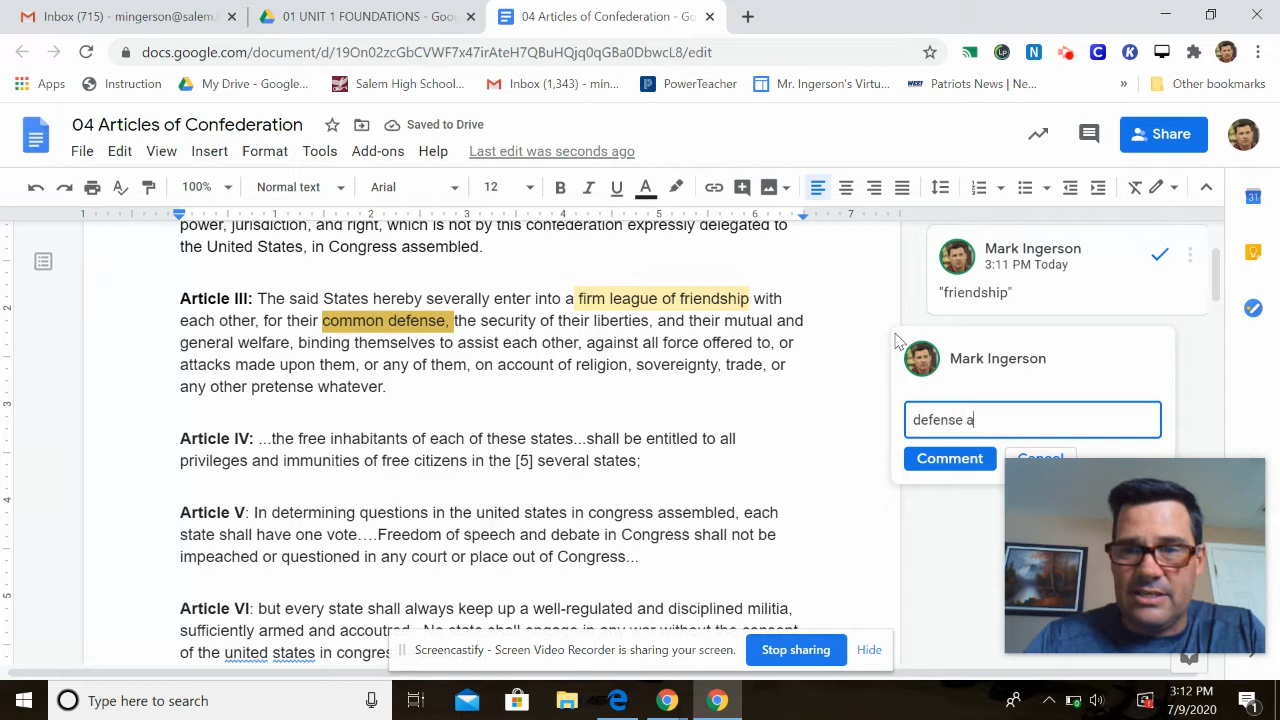 Inbox (715) - mingerson@salem.
01 UNIT 1 FOUNDATIONS - Goo
04 Articles of Confederation - Goo
docs.google.com/document/d/19On02zcGbCVWF7x47irAteH7QBuHQjq0qGBa0DbwcL8/edit
Apps
Instruction
My Drive - Google...
Salem High School...
Inbox (1,343) - min...
PowerTeacher
Mr. Ingerson's Virtu...
Patriots News | Ne...
»
Other bookmarks
04 Articles of Confederation
Saved to Drive
File Edit View Insert Format Tools Add-ons Help Last edit was seconds ago
Share
100% Normal text Arial 12
1 1 2 3 4 5 6 7
power, jurisdiction, and right, which is not by this confederation expressly delegated to
the United States, in Congress assembled.
Article III: The said States hereby severally enter into a firm league of friendship with
each other, for their common defense, the security of their liberties, and their mutual and
general welfare, binding themselves to assist each other, against all force offered to, or
attacks made upon them, or any of them, on account of religion, sovereignty, trade, or
any other pretense whatever.
Article IV: ...the free inhabitants of each of these states...shall be entitled to all
privileges and immunities of free citizens in the [5] several states;
Article V: In determining questions in the united states in congress assembled, each
state shall have one vote….Freedom of speech and debate in Congress shall not be
impeached or questioned in any court or place out of Congress...
Article VI: but every state shall always keep up a well-regulated and disciplined militia,
sufficiently armed and accoutred
of the united states in congres
Mark Ingerson
3:11 PM Today
"friendship"
Mark Ingerson
defense a
Comment
Cancel
Screencastify - Screen Video Recorder is sharing your screen.
Stop sharing
Hide
Type here to search
3:12 PM
7/9/2020